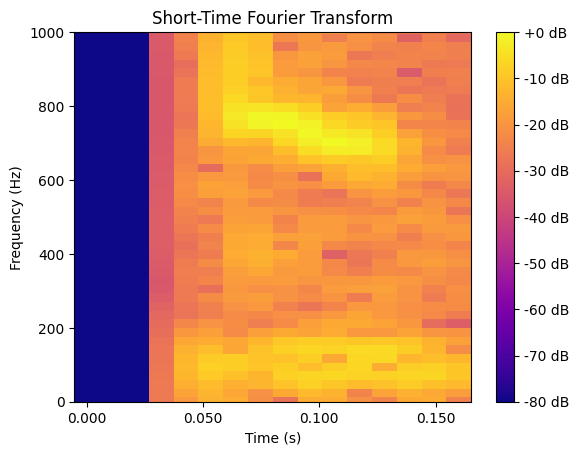 Short-Time Fourier Transform
1000
800
600
400
200
0
Frequency (Hz)
0.000
0.050
0.100
0.150
Time (s)
+0 dB
-10 dB
-20 dB
-30 dB
-40 dB
-50 dB
-60 dB
-70 dB
-80 dB